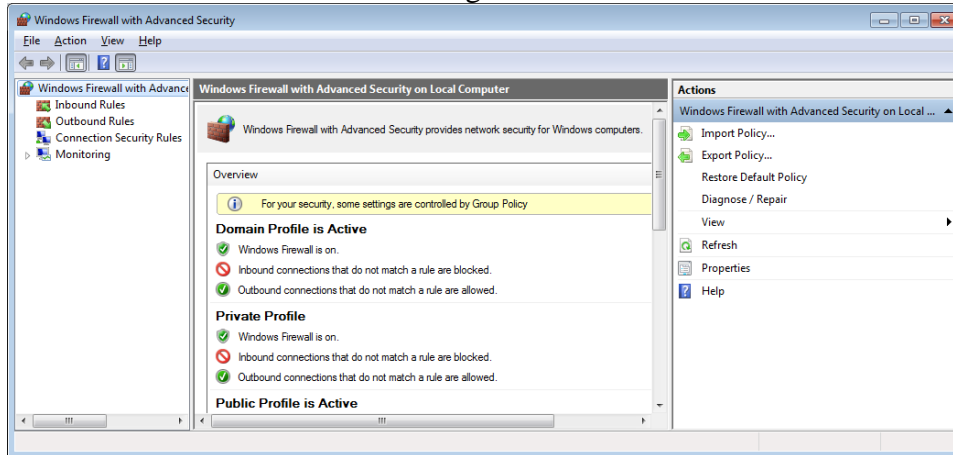 Windows Firewall with Advanced Security
File Action View Help
Windows Firewall with Advance
Inbound Rules
Outbound Rules
Connection Security Rules
Monitoring
Windows Firewall with Advanced Security on Local Computer
Windows Firewall with Advanced Security provides network security for Windows computers.
Overview
For your security, some settings are controlled by Group Policy
Domain Profile is Active
Windows Firewall is on.
Inbound connections that do not match a rule are blocked.
Outbound connections that do not match a rule are allowed.
Private Profile
Windows Firewall is on.
Inbound connections that do not match a rule are blocked.
Outbound connections that do not match a rule are allowed.
Public Profile is Active
Actions
Windows Firewall with Advanced Security on Local ...
Import Policy...
Export Policy...
Restore Default Policy
Diagnose / Repair
View
Refresh
Properties
Help